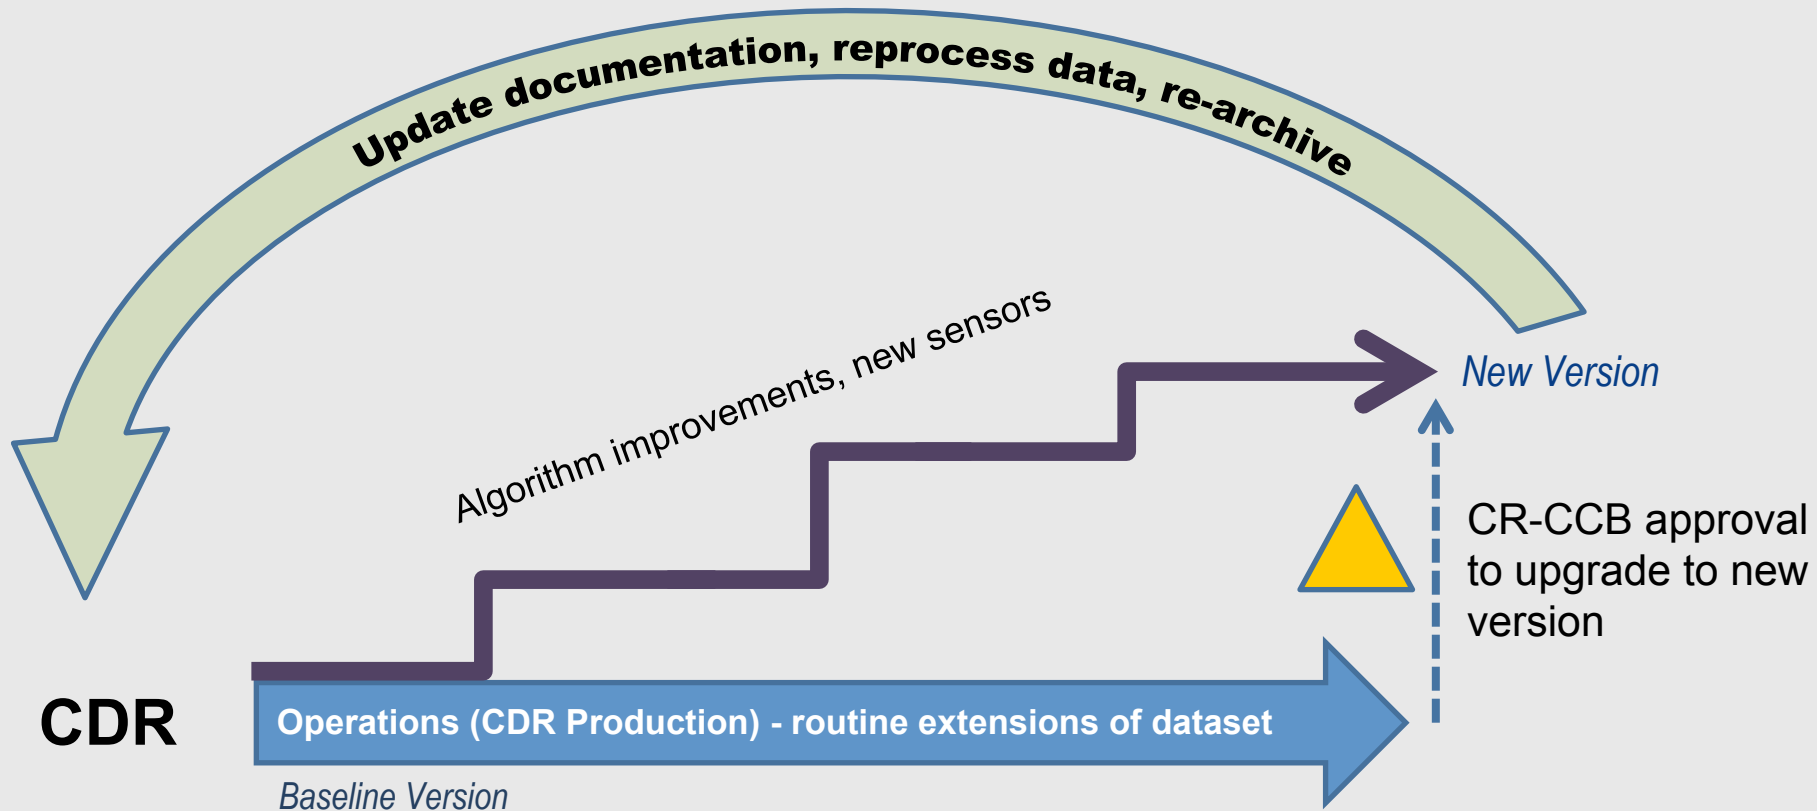 Update documentation, reprocess data, re-archive
Algorithm improvements, new sensors
New Version
CR-CCB approval
to upgrade to new
version
CDR
Operations (CDR Production) - routine extensions of dataset
Baseline Version